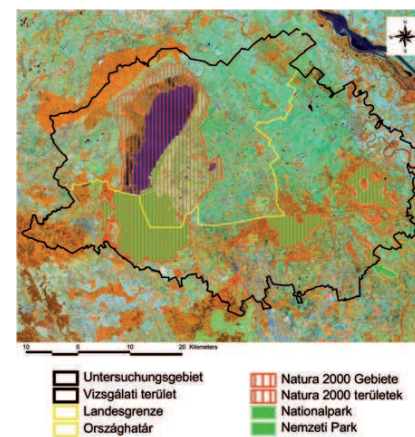 10 0 10 20 Kilometers
Untersuchungsgebiet
Vizsgálati terület
Landesgrenze
Országhatár
Natura 2000 Gebiete
Natura 2000 területek
Nationalpark
Nemzeti Park